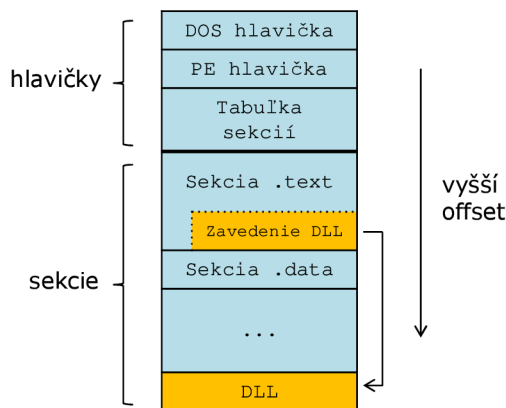 DOS hlavička
PE hlavička
hlavičky
Tabuľka
sekcií
Sekcia .text
vyšší
offset
Zavedenie DLL
Sekcia .data
sekcie
...
DLL